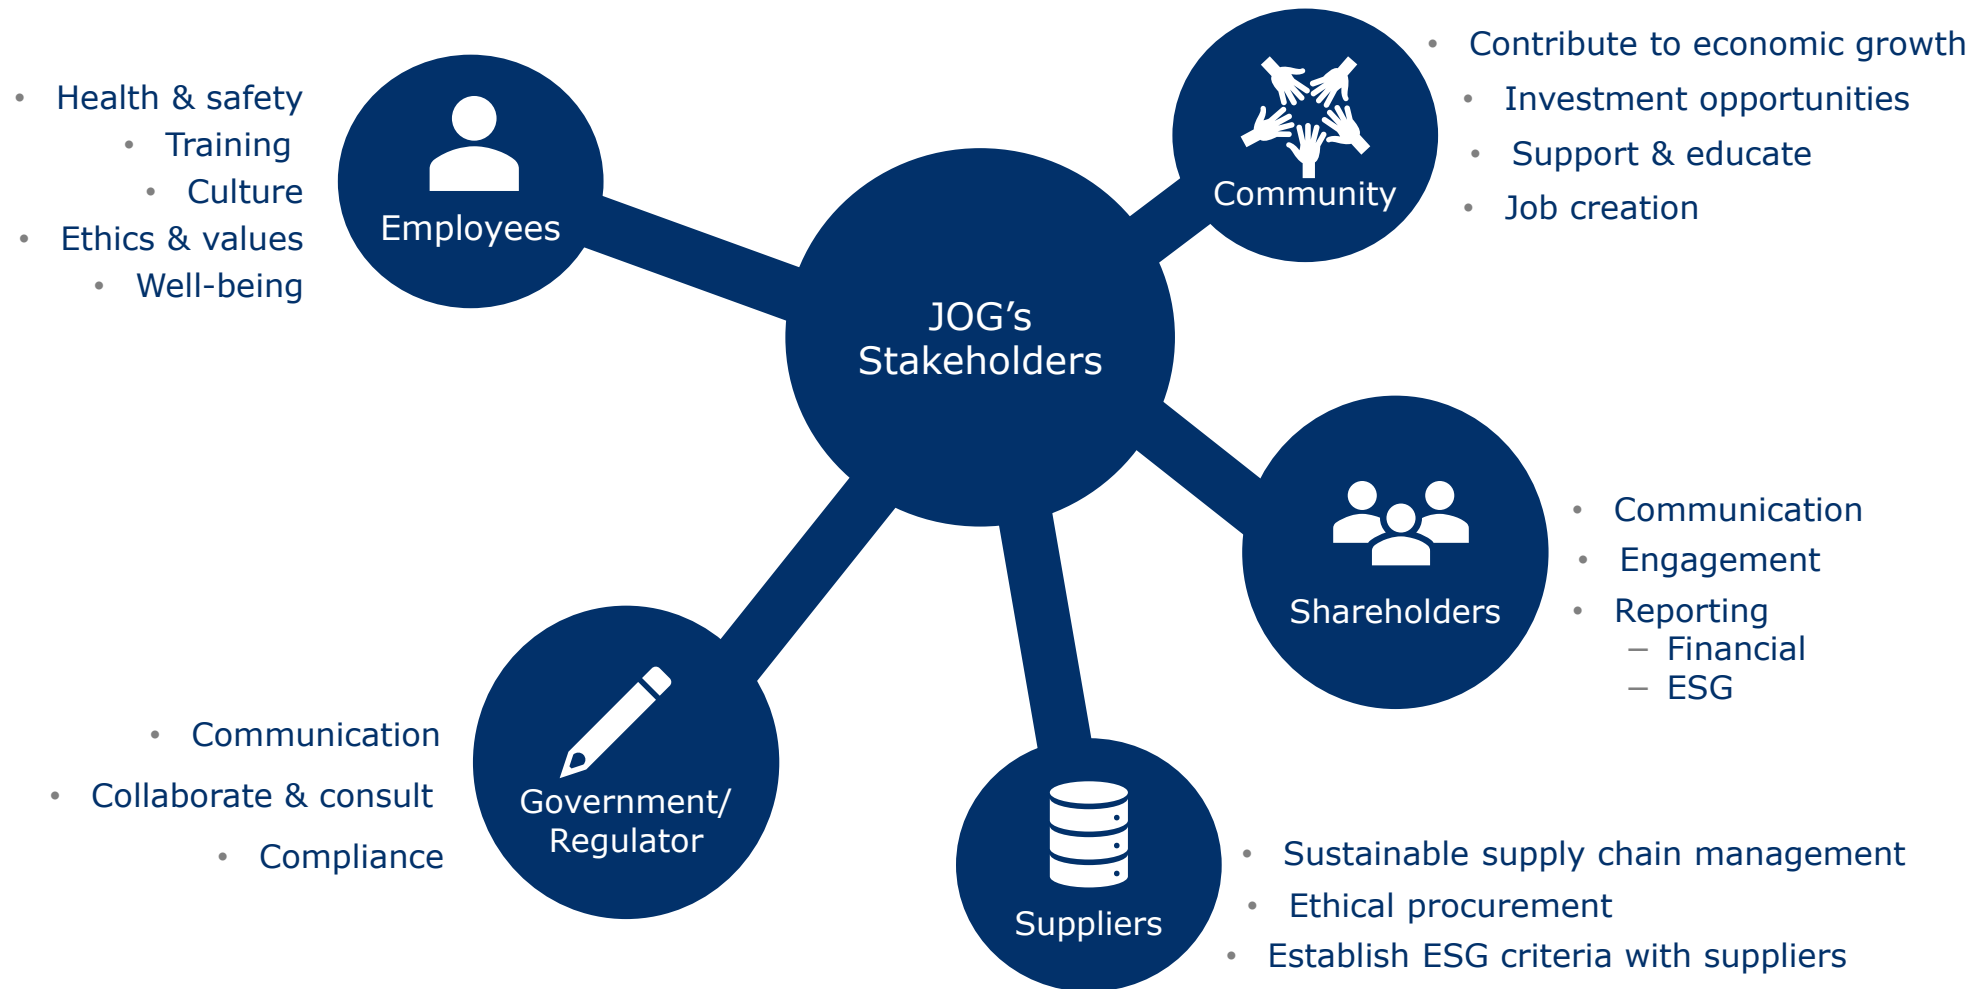 JOG’s
Stakeholders
• Health & safety
• Training
• Culture
• Ethics & values
• Well-being
Employees
Community
• Contribute to economic growth
• Investment opportunities
• Support & educate
• Job creation
Shareholders
• Communication
• Engagement
• Reporting
– Financial
– ESG
• Communication
• Collaborate & consult
• Compliance
Government/
Regulator
Suppliers
• Sustainable supply chain management
• Ethical procurement
• Establish ESG criteria with suppliers